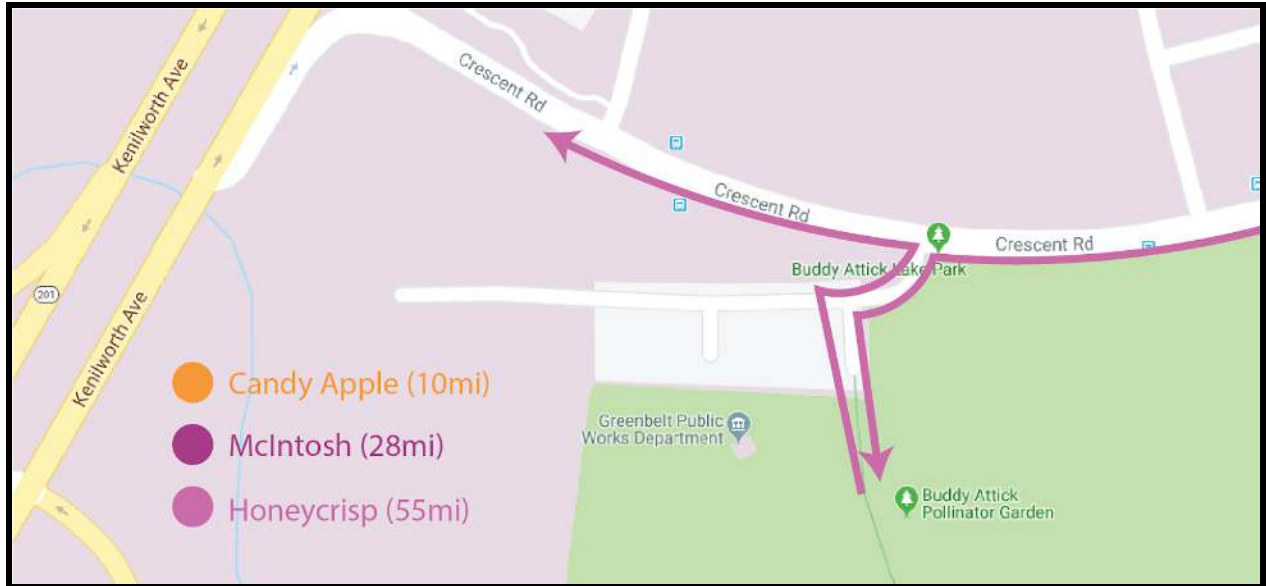 Kenilworth Ave
Crescent Rd
Crescent Rd
Crescent Rd
Buddy Attick Lake Park
201
Kenilworth Ave
Candy Apple (10mi)
McIntosh (28mi)
Honeycrisp (55mi)
Greenbelt Public
Works Department
Buddy Attick
Pollinator Garden